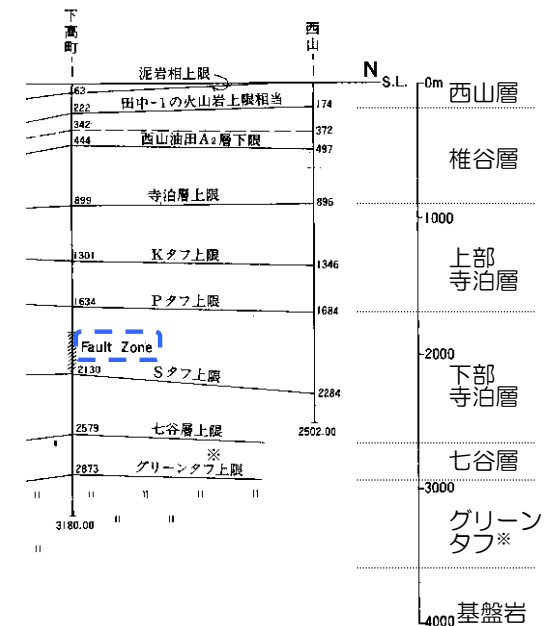 下高町
西山
N
S.L.
0m
泥岩相上限
63
田中-1の火山岩上限相当
222
174
342
372
西山油田A2層下限
444
497
寺泊層上限
899
896
1000
Kタフ上限
1301
1346
Pタフ上限
1634
1684
Fault Zone
2000
2130
Sタフ上限
2284
2502.00
2579
七谷層上限
※
2873
グリーンタフ上限
3000
3180.00
4000
西山層
椎谷層
上部
寺泊層
下部
寺泊層
七谷層
グリーン
タフ※
基盤岩